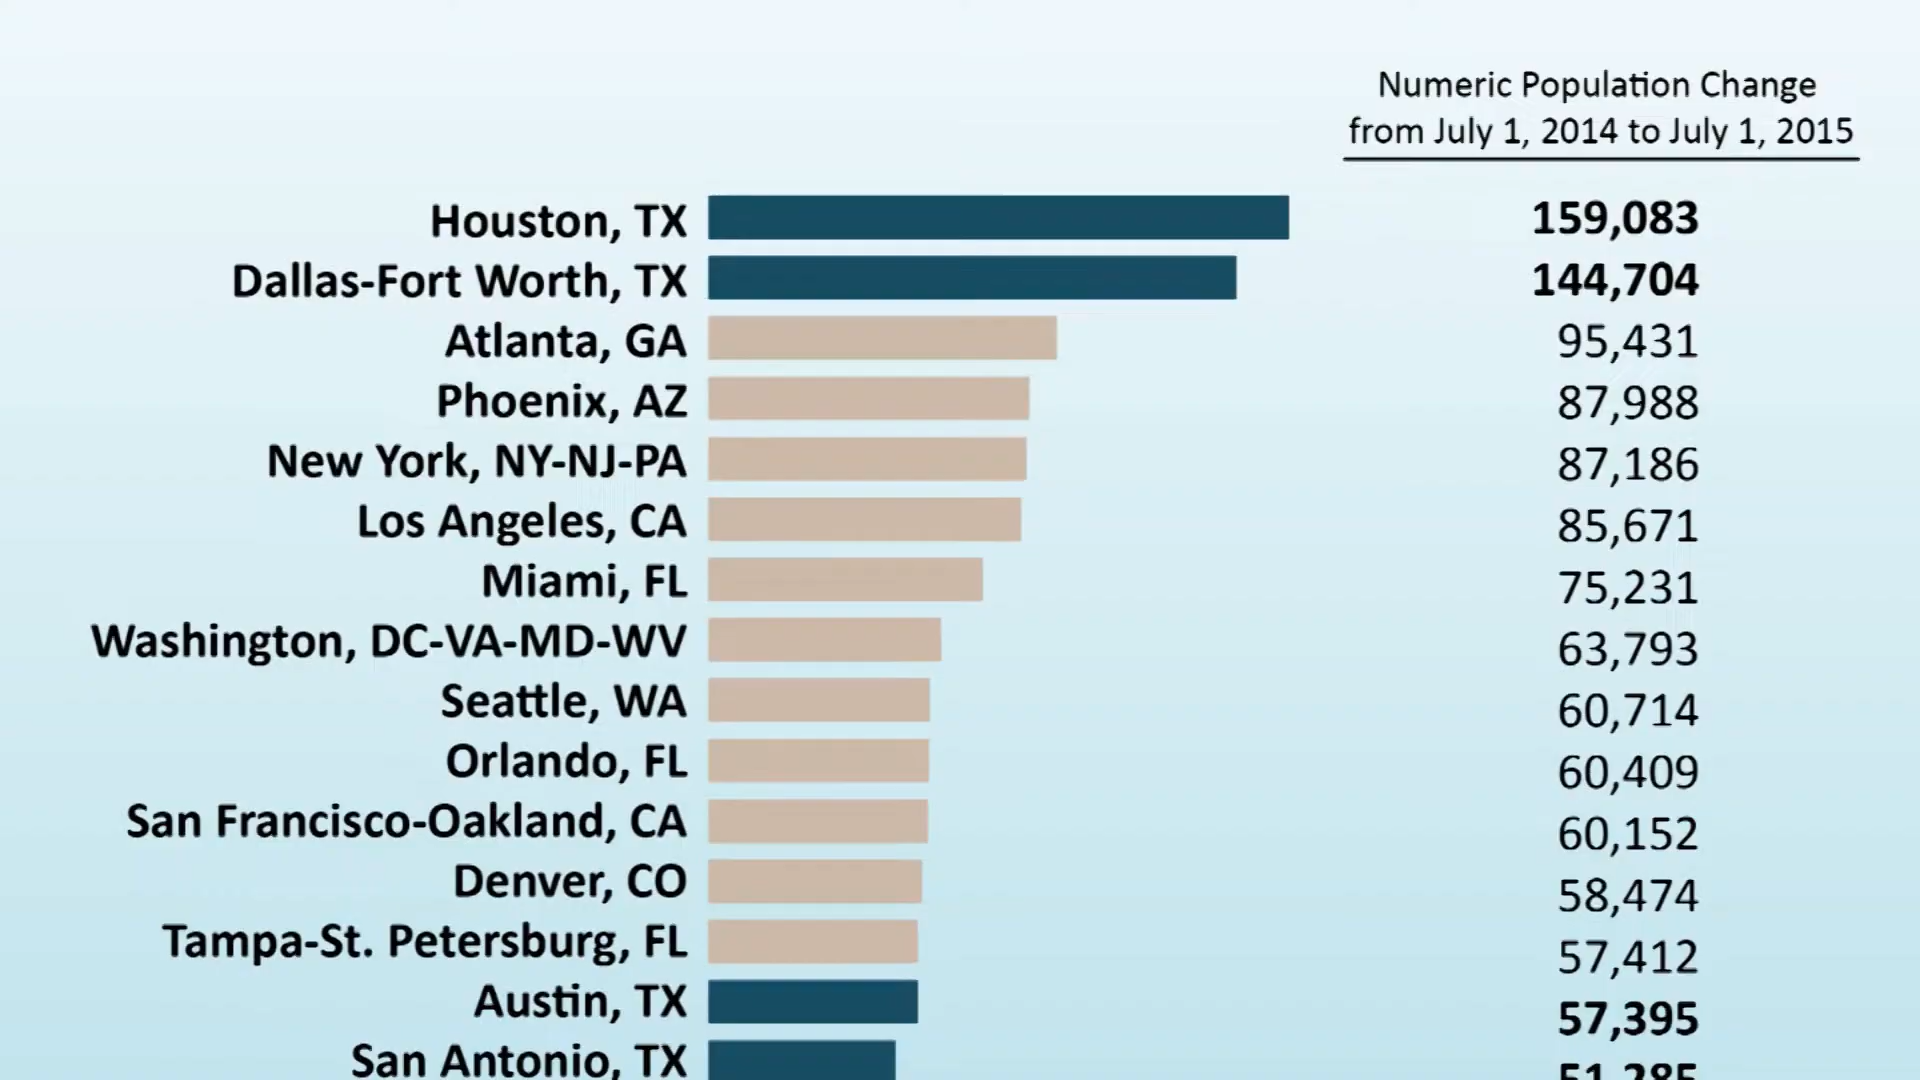 Numeric Population Change
from July 1, 2014 to July 1, 2015
Houston, TX 159,083
Dallas-Fort Worth, TX 144,704
Atlanta, GA 95,431
Phoenix, AZ 87,988
New York, NY-NJ-PA 87,186
Los Angeles, CA 85,671
Miami, FL 75,231
Washington, DC-VA-MD-WV 63,793
Seattle, WA 60,714
Orlando, FL 60,409
San Francisco-Oakland, CA 60,152
Denver, CO 58,474
Tampa-St. Petersburg, FL 57,412
Austin, TX 57,395
San Antonio, TX 51,285